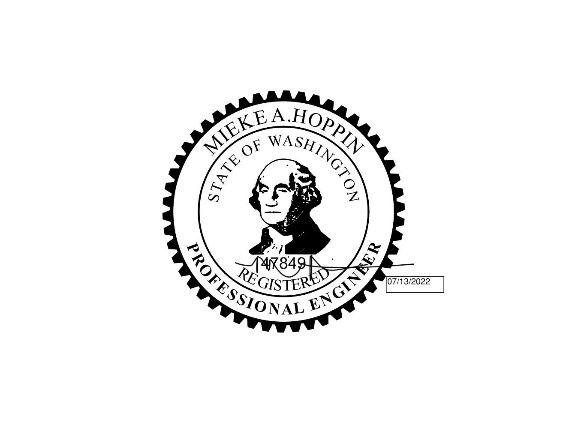 MIEKE A. HOPPIN
STATE OF WASHINGTON
47849
REGISTERED
PROFESSIONAL ENGINEER
07/13/2022